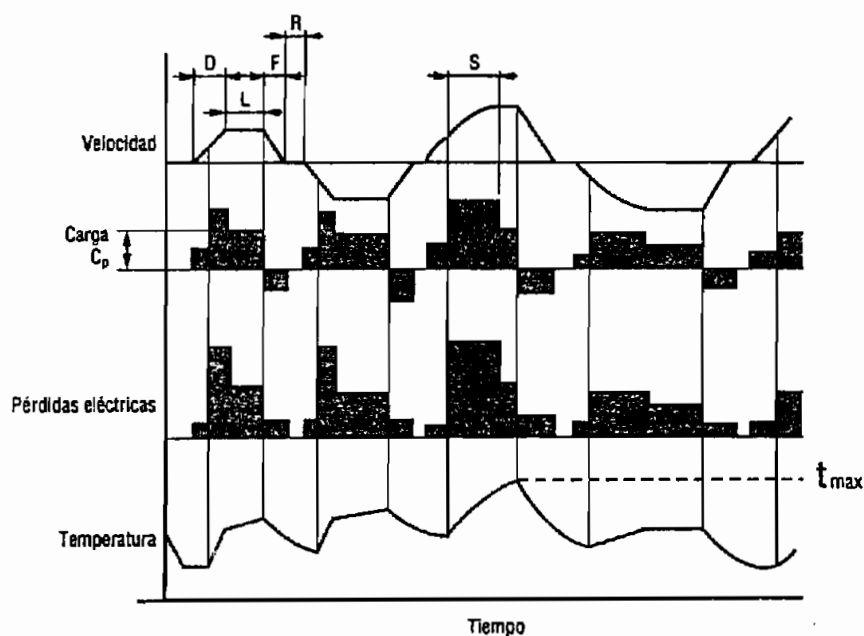 R
D
F
S
L
Velocidad
Carga
Cp
Pérdidas eléctricas
tmax
Temperatura
Tiempo